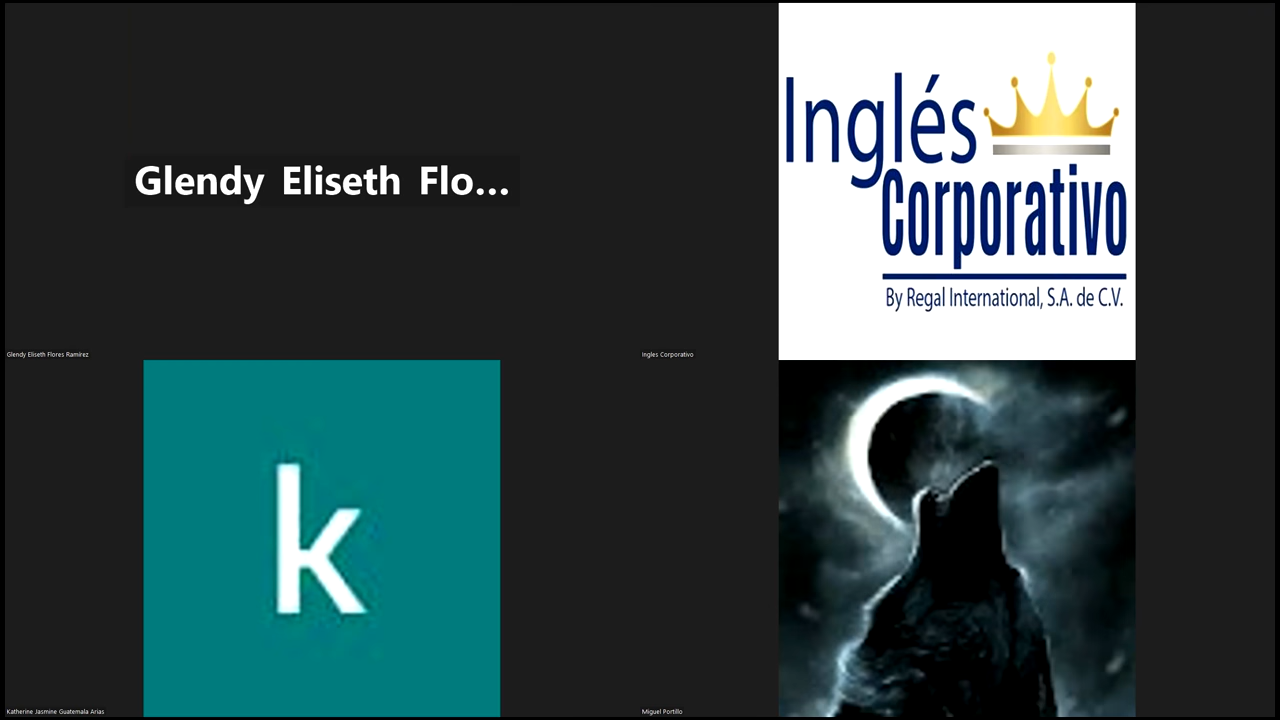 Glendy Eliseth Flo...
Glendy Eliseth Flores Ramirez
Inglés
Corporativo
By Regal International, S.A. de C.V.
Ingles Corporativo
k
Katherine Jasmine Guatemala Arias
Miguel Portillo